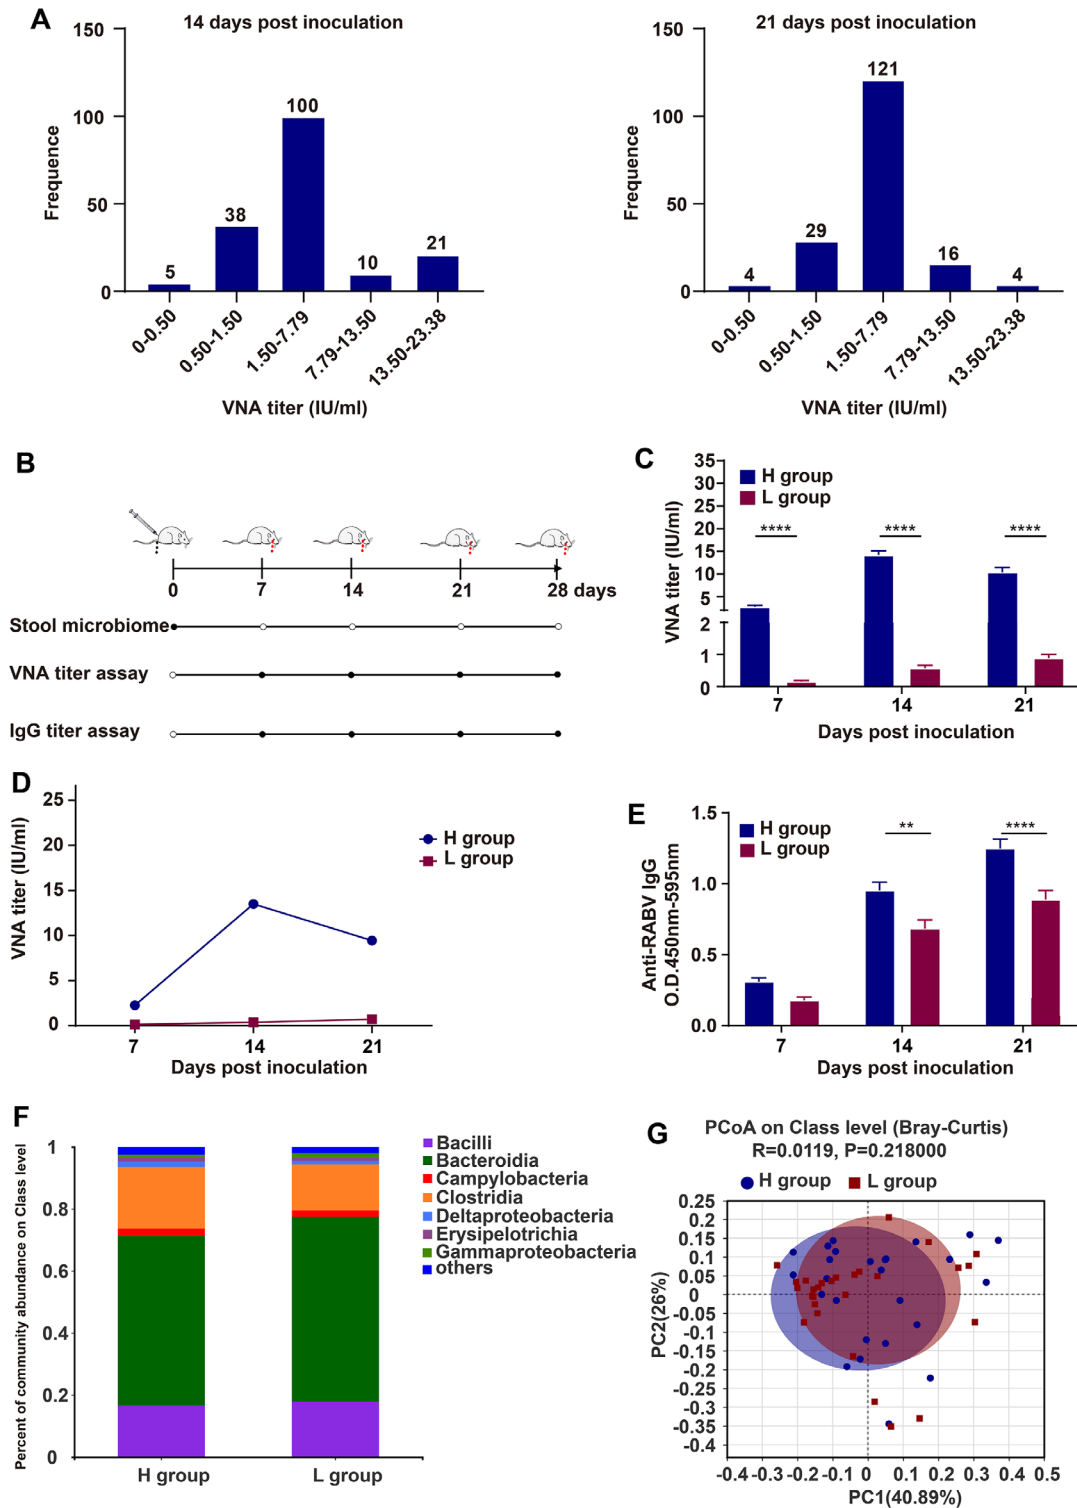 A
14 days post inoculation
21 days post inoculation
Frequence
150
100
50
0
5
38
100
10
21
0-0.50
0.50-1.50
1.50-7.79
7.79-13.50
13.50-23.38
VNA titer (IU/ml)
Frequence
150
100
50
0
4
29
121
16
4
0-0.50
0.50-1.50
1.50-7.79
7.79-13.50
13.50-23.38
VNA titer (IU/ml)
B
0
7
14
21
28 days
Stool microbiome
VNA titer assay
IgG titer assay
C
VNA titer (IU/ml)
35
30
25
20
15
10
5
2
1
0
H group
L group
****
****
****
7
14
21
Days post inoculation
D
VNA titer (IU/ml)
25
20
15
10
5
0
H group
L group
7
14
21
Days post inoculation
E
Anti-RABV IgG
O.D.450nm-595nm
1.5
1.0
0.5
0.0
H group
L group
**
****
7
14
21
Days post inoculation
F
Percent of community abundance on Class level
1
0.8
0.6
0.4
0.2
0
H group
L group
Bacilli
Bacteroidia
Campylobacteria
Clostridia
Deltaproteobacteria
Erysipelotrichia
Gammaproteobacteria
others
G
PCoA on Class level (Bray-Curtis)
R=0.0119, P=0.218000
H group
L group
PC2(26%)
0.25
0.2
0.15
0.1
0.05
0
-0.05
-0.1
-0.15
-0.2
-0.25
-0.3
-0.35
-0.4
-0.4 -0.3 -0.2 -0.1 0 0.1 0.2 0.3 0.4 0.5
PC1(40.89%)